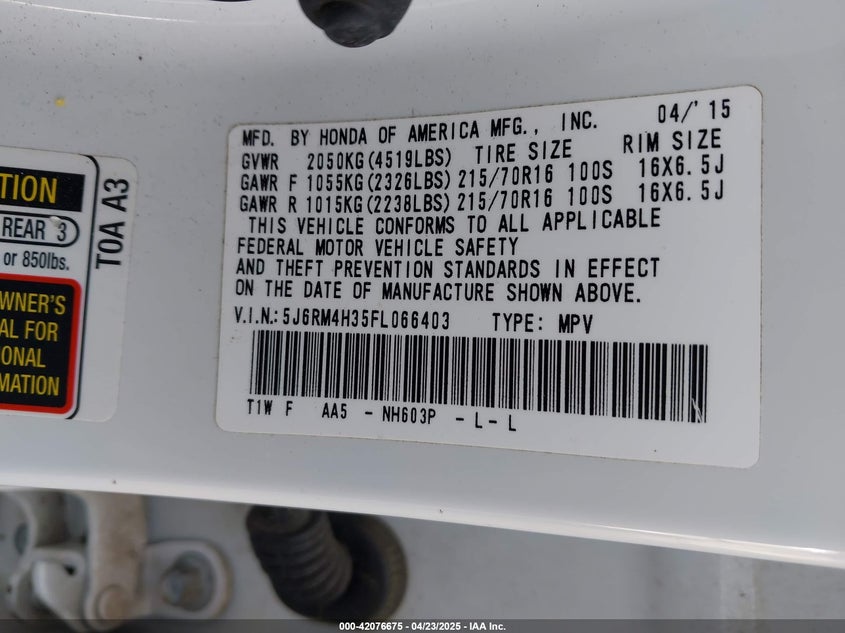 TION
REAR 3
or 850lbs.
WNER'S
AL FOR
ONAL
MATION
T0A A3
MFD. BY HONDA OF AMERICA MFG., INC. 04/'15
GVWR 2050KG(4519LBS) TIRE SIZE RIM SIZE
GAWR F 1055KG(2326LBS) 215/70R16 100S 16X6.5J
GAWR R 1015KG(2238LBS) 215/70R16 100S 16X6.5J
THIS VEHICLE CONFORMS TO ALL APPLICABLE
FEDERAL MOTOR VEHICLE SAFETY
AND THEFT PREVENTION STANDARDS IN EFFECT
ON THE DATE OF MANUFACTURE SHOWN ABOVE.
V.I.N.: 5J6RM4H35FL066403 TYPE: MPV
T1W F AA5 - NH603P - L - L
000-42076675 - 04/23/2025 - IAA Inc.